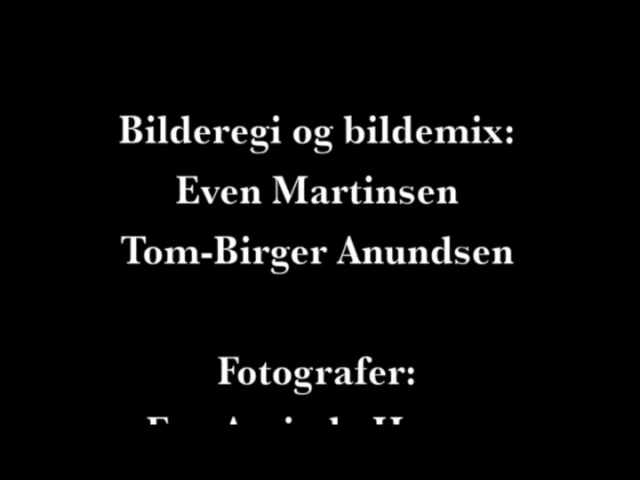 Bilderegi og bildemix:
Even Martinsen
Tom-Birger Anundsen
Fotografer: